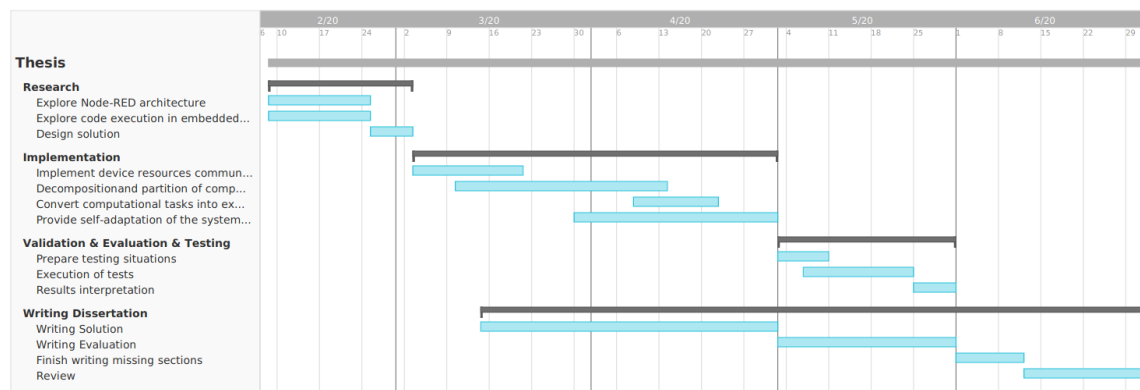 2/20 3/20 4/20 5/20 6/20
6 10 17 24 2 9 16 23 30 6 13 20 27 4 11 18 25 1 8 15 22 29
Thesis
Research
Explore Node-RED architecture
Explore code execution in embedded...
Design solution
Implementation
Implement device resources commun...
Decompositionand partition of comp...
Convert computational tasks into ex...
Provide self-adaptation of the system...
Validation & Evaluation & Testing
Prepare testing situations
Execution of tests
Results interpretation
Writing Dissertation
Writing Solution
Writing Evaluation
Finish writing missing sections
Review